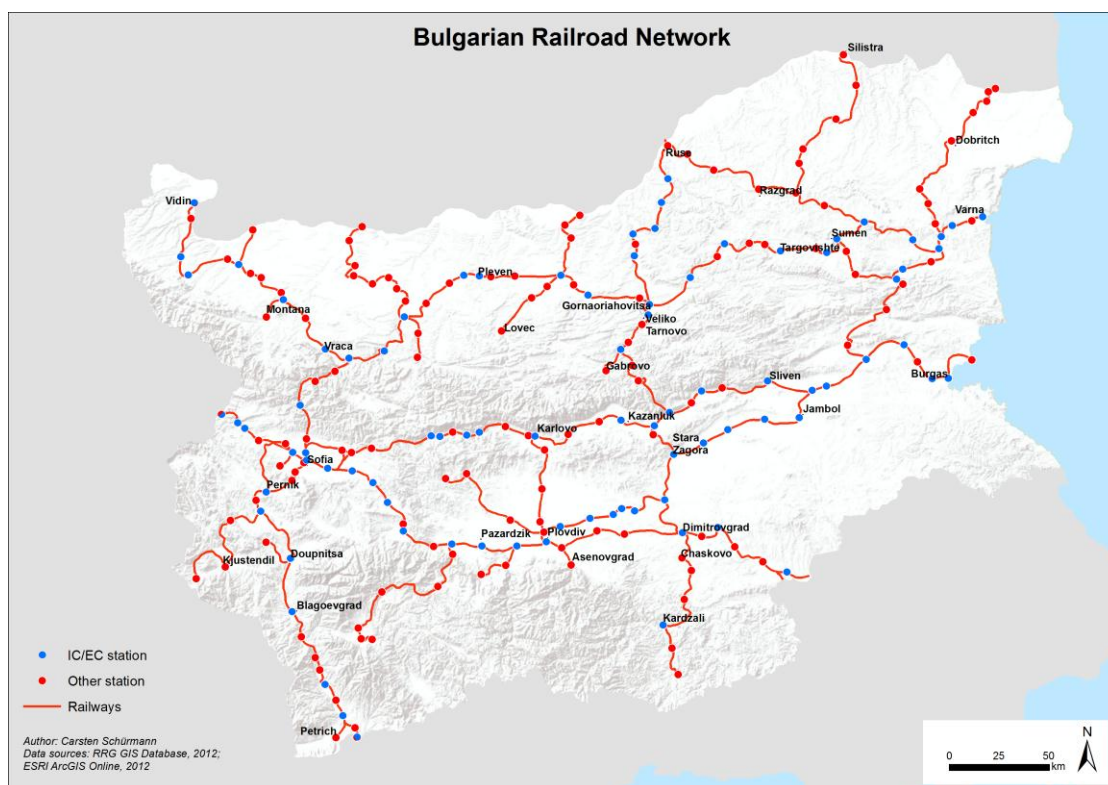 Bulgarian Railroad Network
Silistra
Dobritch
Ruse
Razgrad
Vidin
Varna
Sumen
Targovishte
Pleven
Gornaoriahovitsa
Montana
Veliko
Tarnovo
Lovec
Vraca
Gabrovo
Sliven
Burgas
Kazanluk
Jambol
Karlovo
Stara
Zagora
Sofia
Pernik
Pazardzik
Plovdiv
Dimitrovgrad
Doupnitsa
Kjustendil
Asenovgrad
Chaskovo
Blagoevgrad
Kardzali
IC/EC station
Other station
Railways
Petrich
Author: Carsten Schürmann
Data sources: RRG GIS Database, 2012;
ESRI ArcGIS Online, 2012
N
0 25 50
km